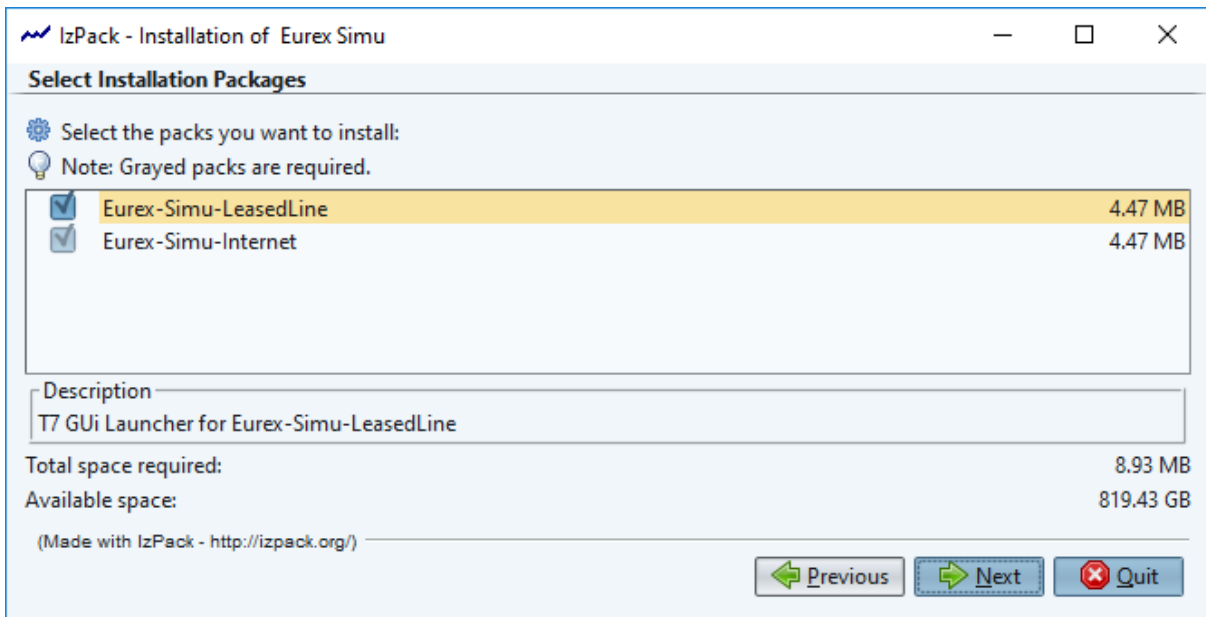 IzPack - Installation of  Eurex Simu
Select Installation Packages
Select the packs you want to install:
Note: Grayed packs are required.
Eurex-Simu-LeasedLine 4.47 MB
Eurex-Simu-Internet 4.47 MB
Description
T7 GUi Launcher for Eurex-Simu-LeasedLine
Total space required: 8.93 MB
Available space: 819.43 GB
(Made with IzPack - http://izpack.org/)
Previous Next Quit